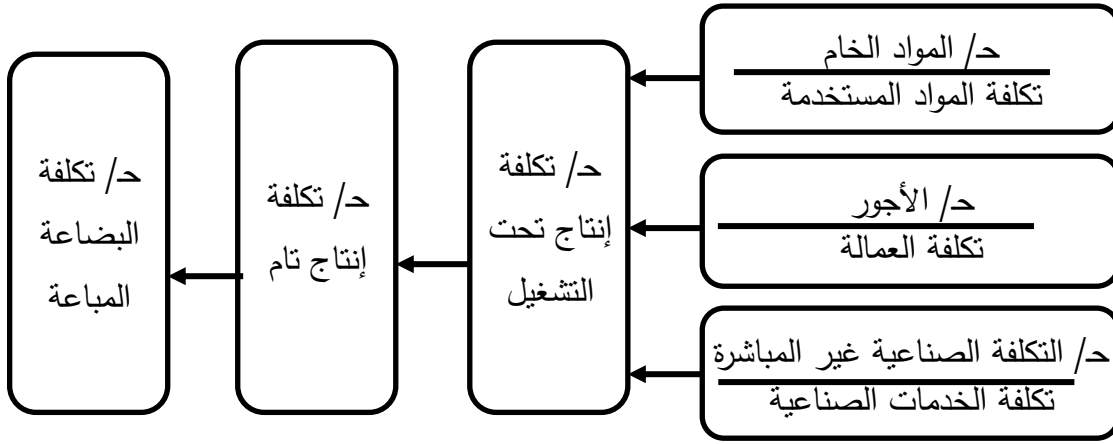 حـ/ المواد الخام
تكلفة المواد المستخدمة
حـ/ الأجور
تكلفة العمالة
حـ/ التكلفة الصناعية غير المباشرة
تكلفة الخدمات الصناعية
حـ/ تكلفة
إنتاج تحت
التشغيل
حـ/ تكلفة
إنتاج تام
حـ/ تكلفة
البضاعة
المباعة